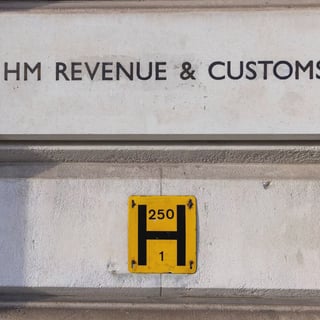 HM REVENUE & CUSTOMS
250
H
1